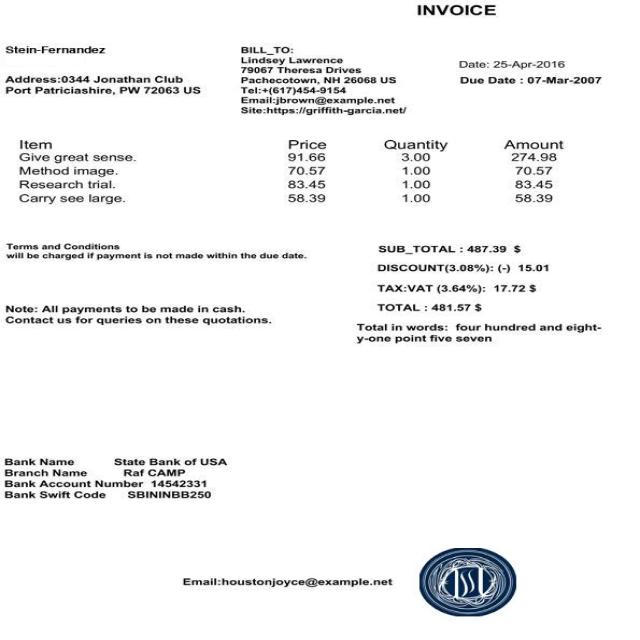 INVOICE
Stein-Fernandez
Address:0344 Jonathan Club
Port Patriciashire, PW 72063 US
BILL_TO:
Lindsey Lawrence
79067 Theresa Drives
Pachecotown, NH 26068 US
Tel:+(617)454-9154
Email:jbrown@example.net
Site:https://griffith-garcia.net/
Date: 25-Apr-2016
Due Date : 07-Mar-2007
Item Price Quantity Amount
Give great sense. 91.66 3.00 274.98
Method image. 70.57 1.00 70.57
Research trial. 83.45 1.00 83.45
Carry see large. 58.39 1.00 58.39
Terms and Conditions
will be charged if payment is not made within the due date.
Note: All payments to be made in cash.
Contact us for queries on these quotations.
SUB_TOTAL : 487.39 $
DISCOUNT(3.08%): (-) 15.01
TAX:VAT (3.64%): 17.72 $
TOTAL : 481.57 $
Total in words: four hundred and eight-
y-one point five seven
Bank Name State Bank of USA
Branch Name Raf CAMP
Bank Account Number 14542331
Bank Swift Code SBININBB250
Email:houstonjoyce@example.net